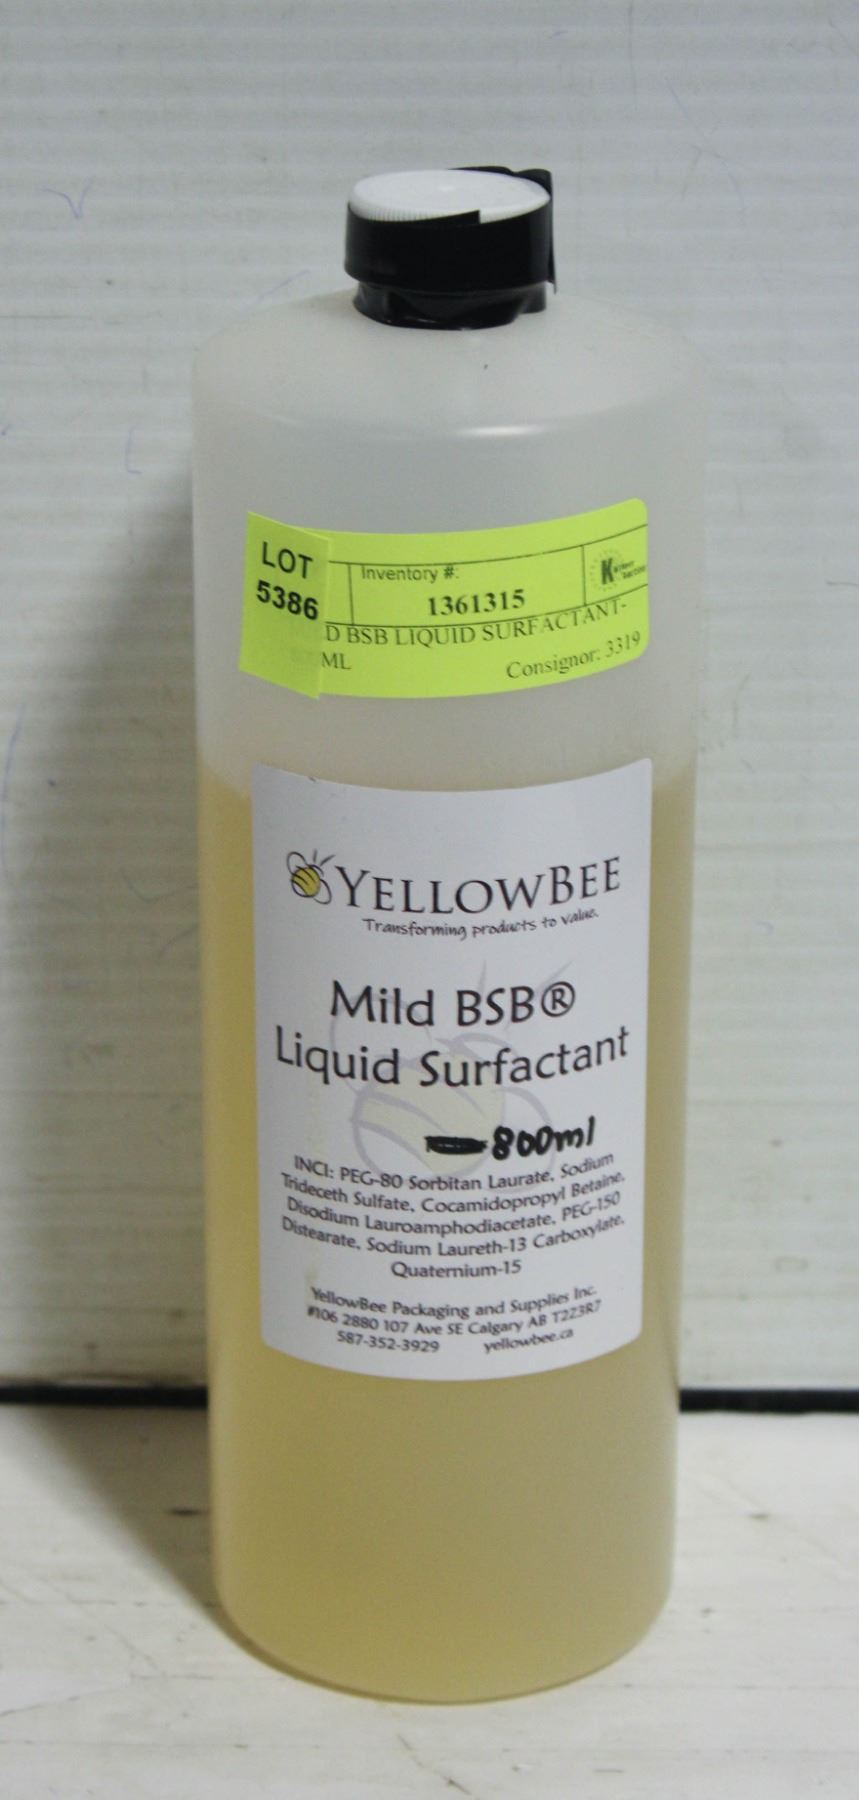 LOT
5386
Inventory #:
1361315
D BSB LIQUID SURFACTANT-
ML
Consignor: 3319
YELLOWBEE
Transforming products to value.
Mild BSB®
Liquid Surfactant
800ml
INCI: PEG-80 Sorbitan Laurate, Sodium
Trideceth Sulfate, Cocamidopropyl Betaine,
Disodium Lauroamphodiacetate, PEG-150
Distearate, Sodium Laureth-13 Carboxylate,
Quaternium-15
YellowBee Packaging and Supplies Inc.
#106 2880 107 Ave SE Calgary AB T2Z3R7
587-352-3929 yellowbee.ca